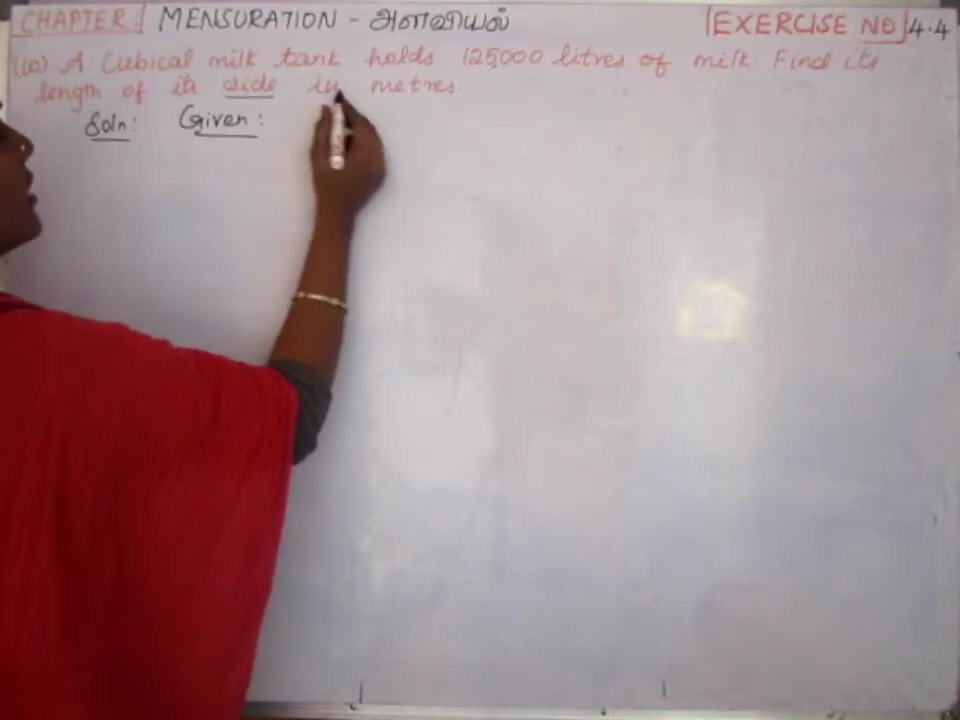 CHAPTER: MENSURATION - அளவியல் EXERCISE NO 4.4
(10) A Cubical milk tank holds 125000 litres of milk. Find its
length of its side in metres.
Soln: Given: